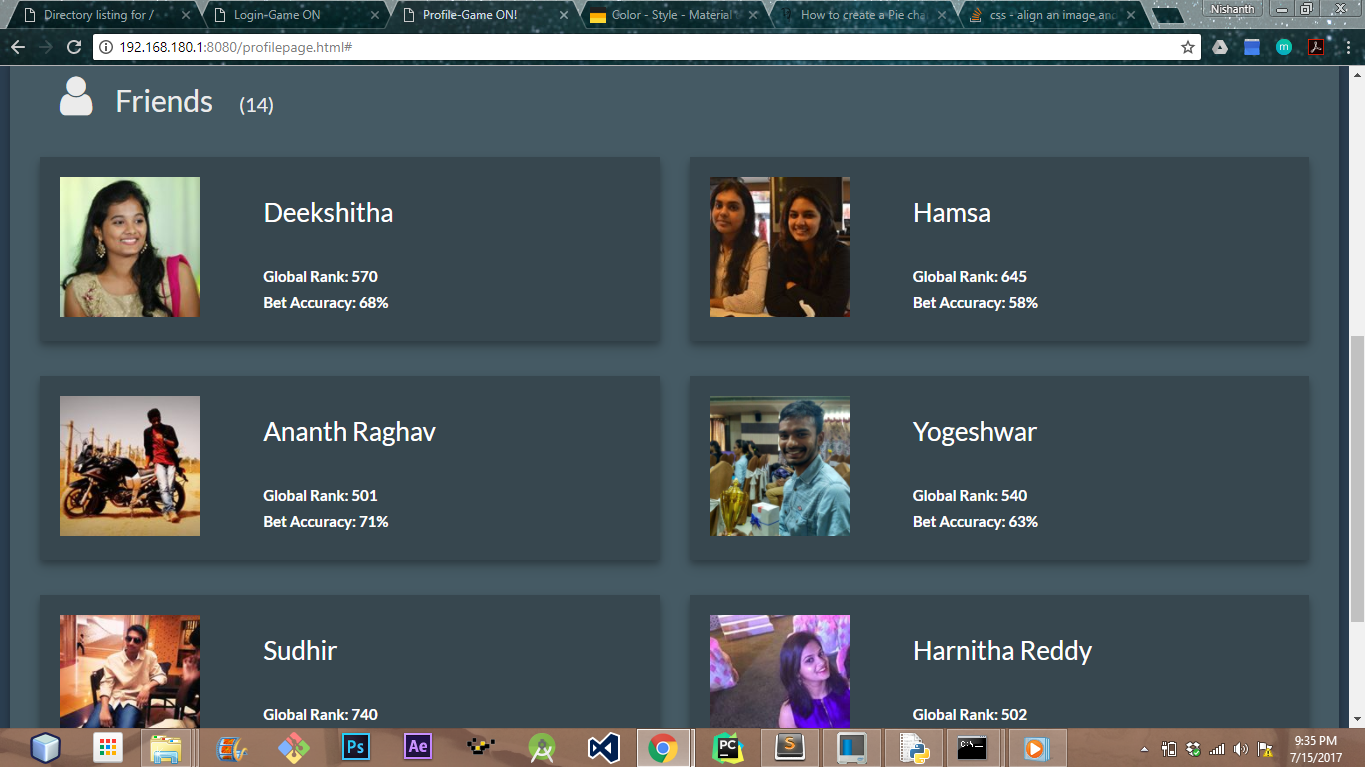 Directory listing for /
Login-Game ON
Profile-Game ON!
Color - Style - Material
How to create a Pie cha
css - align an image and
Nishanth
192.168.180.1:8080/profilepage.html#
m
Friends (14)
Deekshitha
Global Rank: 570
Bet Accuracy: 68%
Hamsa
Global Rank: 645
Bet Accuracy: 58%
Ananth Raghav
Global Rank: 501
Bet Accuracy: 71%
Yogeshwar
Global Rank: 540
Bet Accuracy: 63%
Sudhir
Global Rank: 740
Harnitha Reddy
Global Rank: 502
Ps
Ae
PC
S
C:\
9:35 PM
7/15/2017